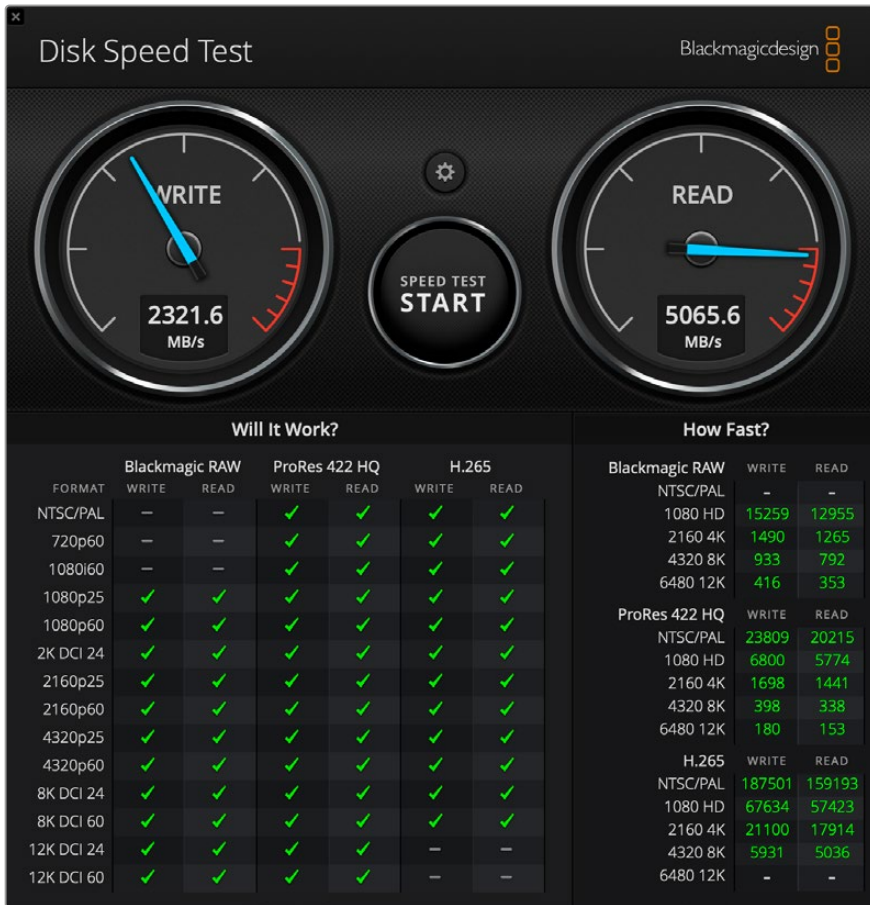 Disk Speed Test
Blackmagicdesign
WRITE
2321.6
MB/s
SPEED TEST
START
READ
5065.6
MB/s
Will It Work?
Blackmagic RAW ProRes 422 HQ H.265
FORMAT WRITE READ WRITE READ WRITE READ
NTSC/PAL – – ✓ ✓ ✓ ✓
720p60 – – ✓ ✓ ✓ ✓
1080i60 – – ✓ ✓ ✓ ✓
1080p25 ✓ ✓ ✓ ✓ ✓ ✓
1080p60 ✓ ✓ ✓ ✓ ✓ ✓
2K DCI 24 ✓ ✓ ✓ ✓ ✓ ✓
2160p25 ✓ ✓ ✓ ✓ ✓ ✓
2160p60 ✓ ✓ ✓ ✓ ✓ ✓
4320p25 ✓ ✓ ✓ ✓ ✓ ✓
4320p60 ✓ ✓ ✓ ✓ ✓ ✓
8K DCI 24 ✓ ✓ ✓ ✓ ✓ ✓
8K DCI 60 ✓ ✓ ✓ ✓ ✓ ✓
12K DCI 24 ✓ ✓ ✓ ✓ – –
12K DCI 60 ✓ ✓ ✓ ✓ – –
How Fast?
Blackmagic RAW WRITE READ
NTSC/PAL - -
1080 HD 15259 12955
2160 4K 1490 1265
4320 8K 933 792
6480 12K 416 353
ProRes 422 HQ WRITE READ
NTSC/PAL 23809 20215
1080 HD 6800 5774
2160 4K 1698 1441
4320 8K 398 338
6480 12K 180 153
H.265 WRITE READ
NTSC/PAL 187501 159193
1080 HD 67634 57423
2160 4K 21100 17914
4320 8K 5931 5036
6480 12K - -